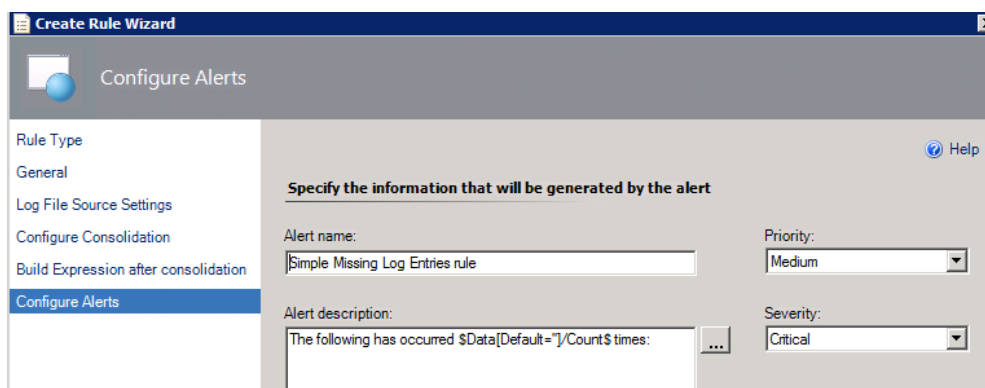 Create Rule Wizard
Configure Alerts
Rule Type
General
Log File Source Settings
Configure Consolidation
Build Expression after consolidation
Configure Alerts
Help
Specify the information that will be generated by the alert
Alert name:
Priority:
Simple Missing Log Entries rule
Medium
Alert description:
Severity:
The following has occurred $Data[Default='']/Count$ times:
...
Critical